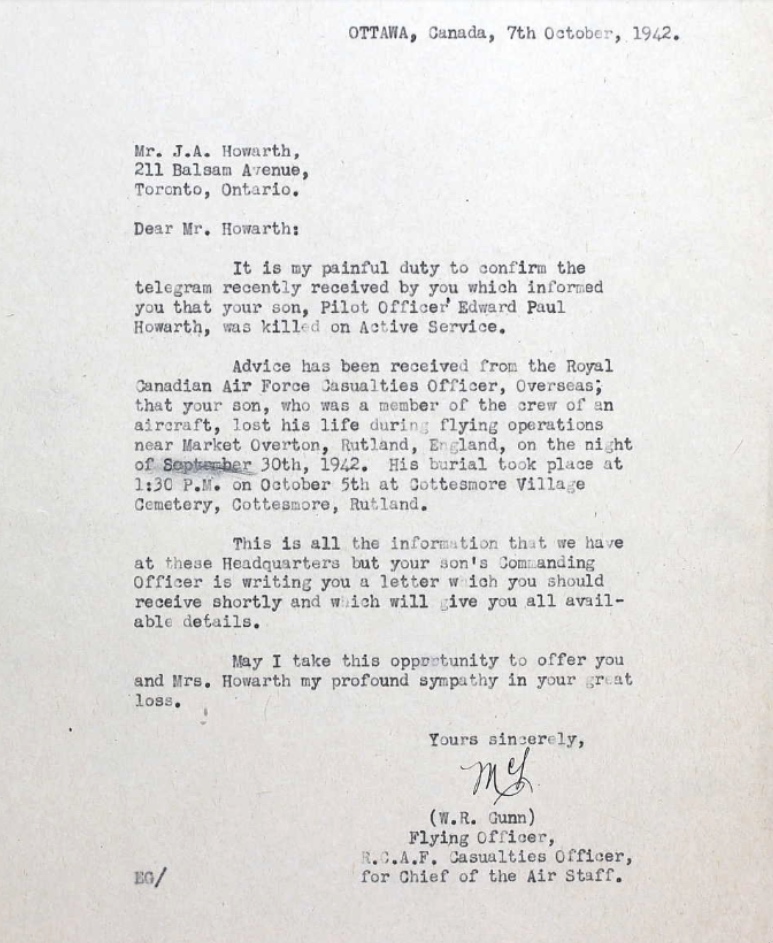 OTTAWA, Canada, 7th October, 1942.
Mr. J.A. Howarth,
211 Balsam Avenue,
Toronto, Ontario.
Dear Mr. Howarth:
It is my painful duty to confirm the
telegram recently received by you which informed
you that your son, Pilot Officer Edward Paul
Howarth, was killed on Active Service.
Advice has been received from the Royal
Canadian Air Force Casualties Officer, Overseas;
that your son, who was a member of the crew of an
aircraft, lost his life during flying operations
near Market Overton, Rutland, England, on the night
of September 30th, 1942. His burial took place at
1:30 P.M. on October 5th at Cottesmore Village
Cemetery, Cottesmore, Rutland.
This is all the information that we have
at these Headquarters but your son's Commanding
Officer is writing you a letter which you should
receive shortly and which will give you all avail-
able details.
May I take this opportunity to offer you
and Mrs. Howarth my profound sympathy in your great
loss.
Yours sincerely,
(W.R. Gunn)
Flying Officer,
R.C.A.F. Casualties Officer,
for Chief of the Air Staff.
EG/